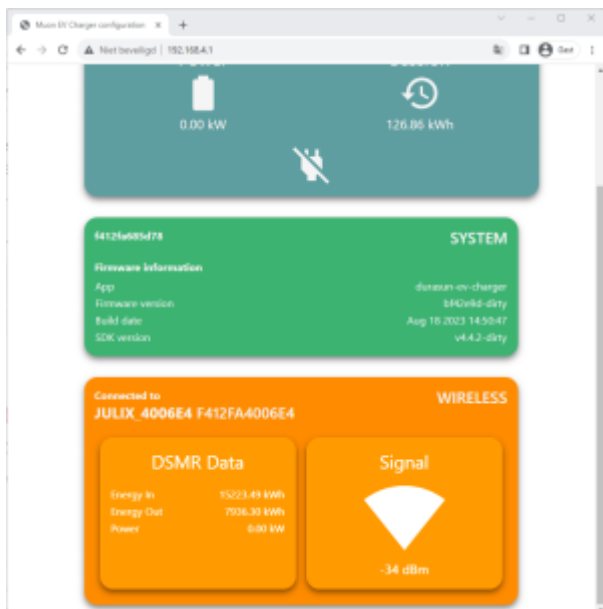 Muon EV Charger configuration
Niet beveiligd | 192.168.4.1
Gast
0.00 kW
126.86 kWh
f412fa685d78
SYSTEM
Firmware information
App durasun-ev-charger
Firmware version
Build date Aug 18 2023 14:50:47
SDK version v4.4.2-dirty
Connected to
WIRELESS
JULIX_4006E4 F412FA4006E4
DSMR Data
Energy In 15223.49 kWh
Energy Out 7936.30 kWh
Power 0.00 kW
Signal
-34 dBm